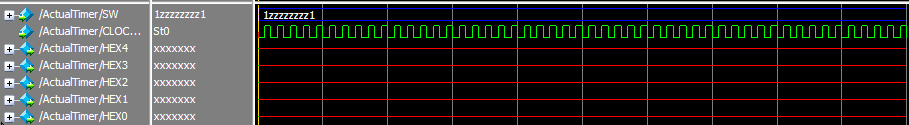 /ActualTimer/SW 1zzzzzzzz1 1zzzzzzzz1
/ActualTimer/CLOC... St0
/ActualTimer/HEX4 xxxxxxx
/ActualTimer/HEX3 xxxxxxx
/ActualTimer/HEX2 xxxxxxx
/ActualTimer/HEX1 xxxxxxx
/ActualTimer/HEX0 xxxxxxx